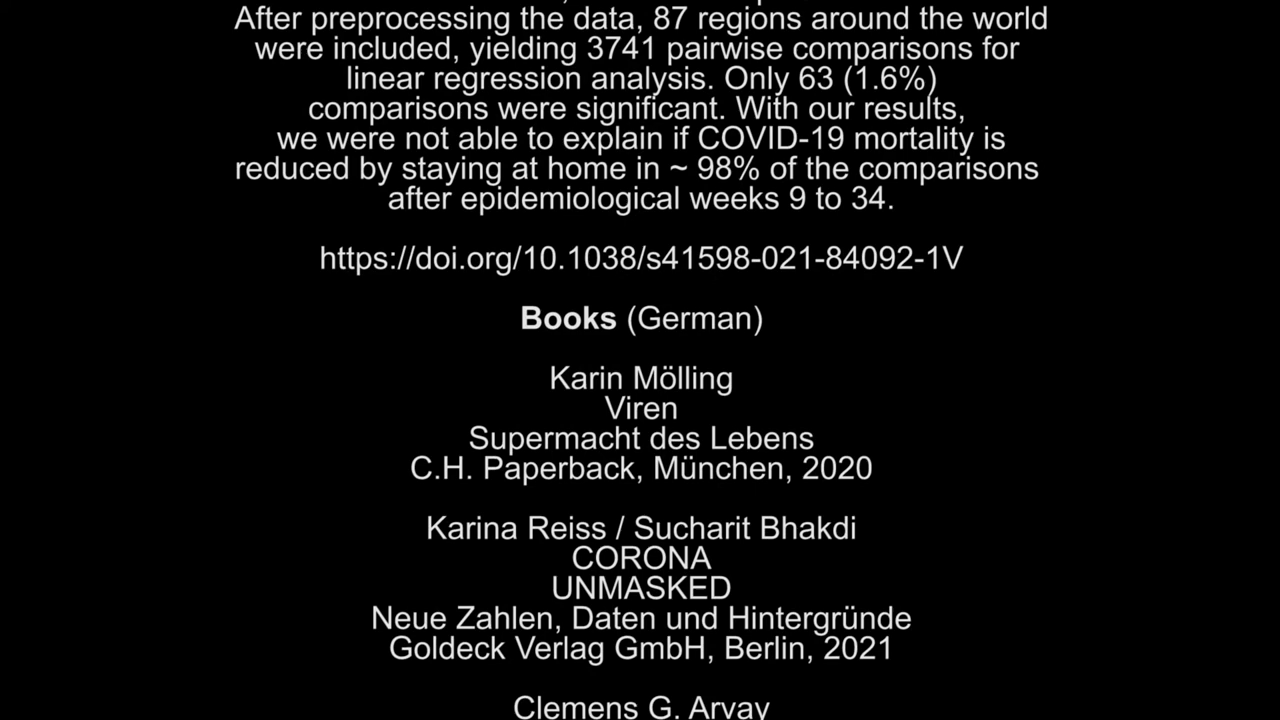 After preprocessing the data, 87 regions around the world
were included, yielding 3741 pairwise comparisons for
linear regression analysis. Only 63 (1.6%)
comparisons were significant. With our results,
we were not able to explain if COVID-19 mortality is
reduced by staying at home in ~ 98% of the comparisons
after epidemiological weeks 9 to 34.
https://doi.org/10.1038/s41598-021-84092-1V
Books (German)
Karin Mölling
Viren
Supermacht des Lebens
C.H. Paperback, München, 2020
Karina Reiss / Sucharit Bhakdi
CORONA
UNMASKED
Neue Zahlen, Daten und Hintergründe
Goldeck Verlag GmbH, Berlin, 2021
Clemens G. Arvay